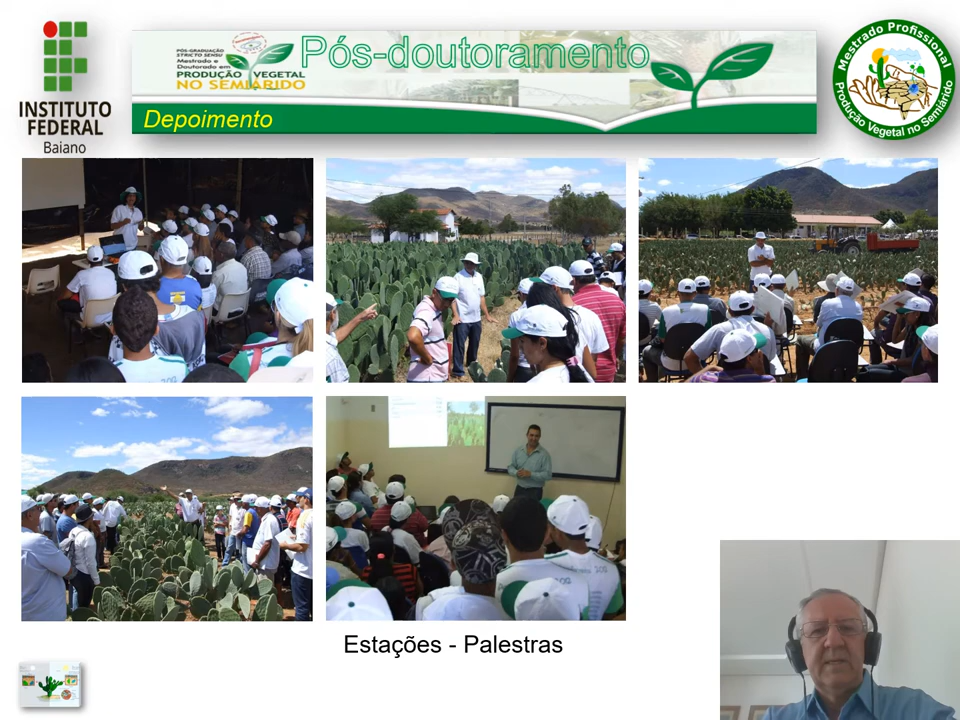 INSTITUTO
FEDERAL
Baiano
PÓS-GRADUAÇÃO
STRICTO SENSU
Mestrado e
Doutorado em
PRODUÇÃO VEGETAL
NO SEMIÁRIDO
Pós-doutoramento
Depoimento
Mestrado Profissional
Produção Vegetal no Semiárido
Estações - Palestras